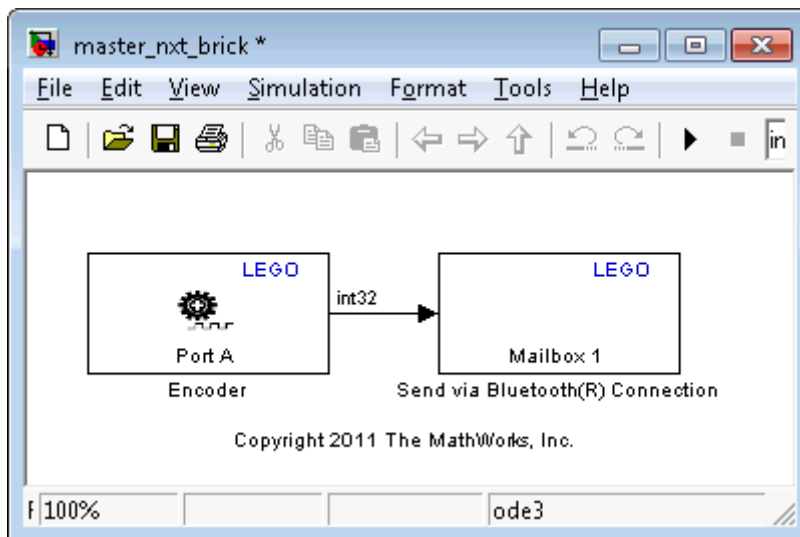 master_nxt_brick *
File Edit View Simulation Format Tools Help
in
LEGO LEGO
int32
Port A Mailbox 1
Encoder Send via Bluetooth(R) Connection
Copyright 2011 The MathWorks, Inc.
F 100% ode3